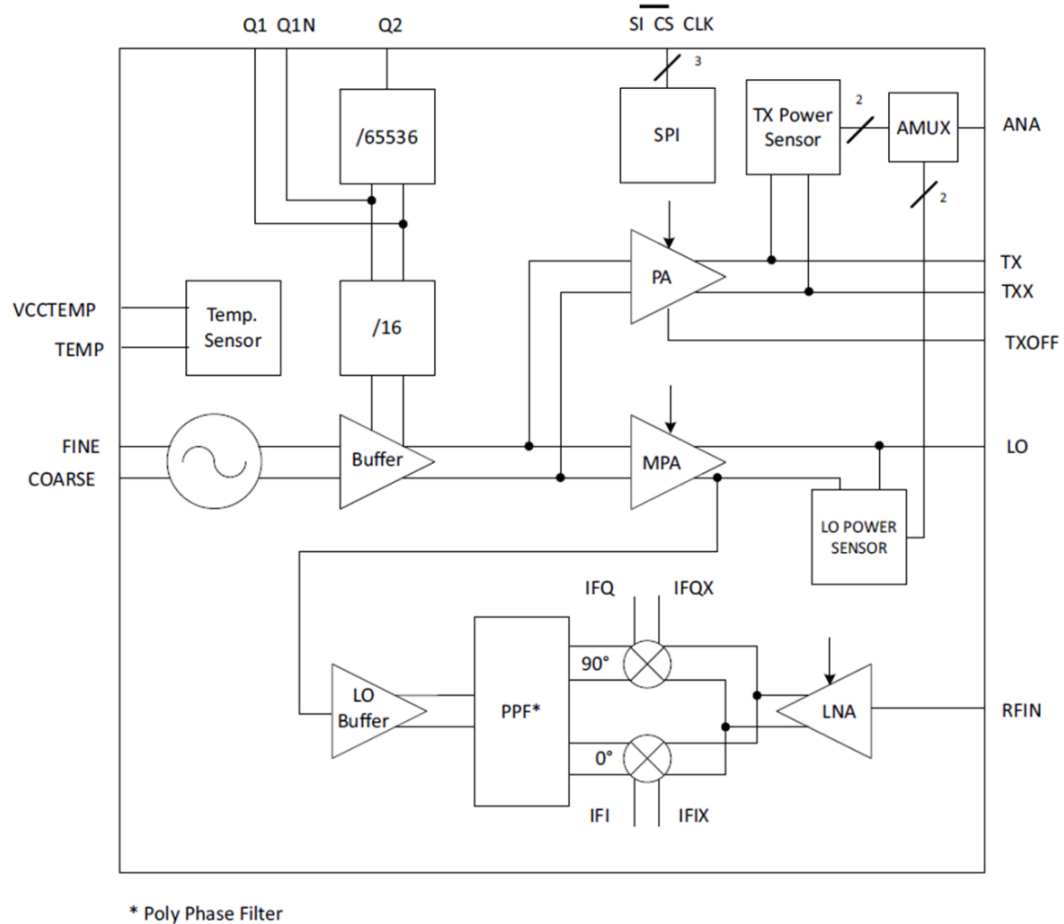 Q1 Q1N Q2 SI CS CLK
3
/65536
SPI
TX Power
Sensor
2
AMUX
ANA
2
PA
TX
TXX
TXOFF
VCCTEMP
TEMP
Temp.
Sensor
/16
FINE
COARSE
Buffer
MPA
LO
LO POWER
SENSOR
IFQ IFQX
90°
LO
Buffer
PPF*
LNA
RFIN
0°
IFI IFIX
* Poly Phase Filter